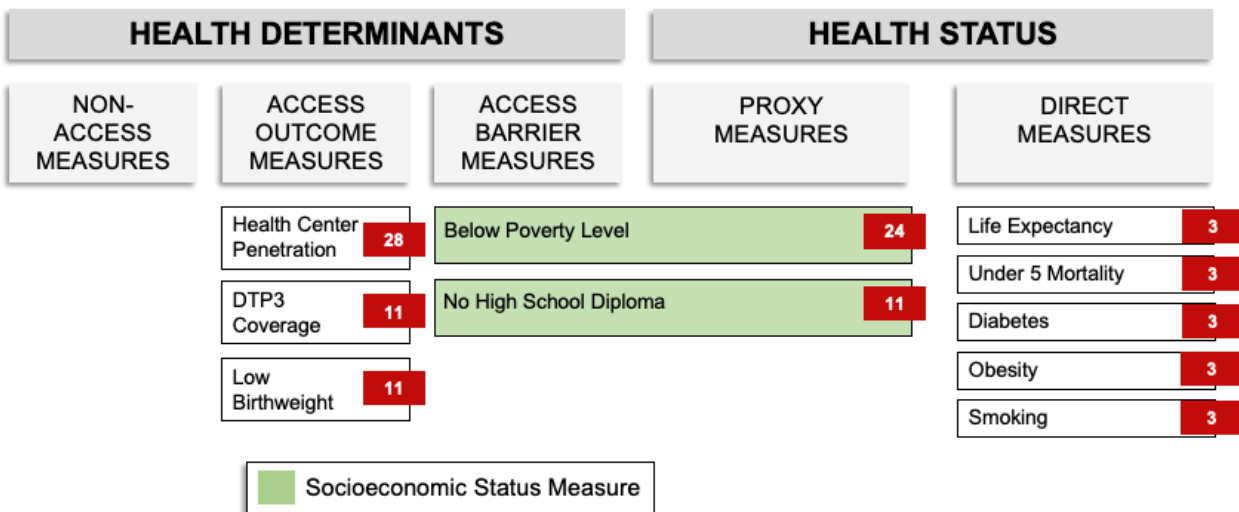 HEALTH DETERMINANTS
HEALTH STATUS
NON-
ACCESS
MEASURES
ACCESS
OUTCOME
MEASURES
ACCESS
BARRIER
MEASURES
PROXY
MEASURES
DIRECT
MEASURES
Health Center
Penetration
28
DTP3
Coverage
11
Low
Birthweight
11
Below Poverty Level
24
No High School Diploma
11
Life Expectancy
3
Under 5 Mortality
3
Diabetes
3
Obesity
3
Smoking
3
Socioeconomic Status Measure